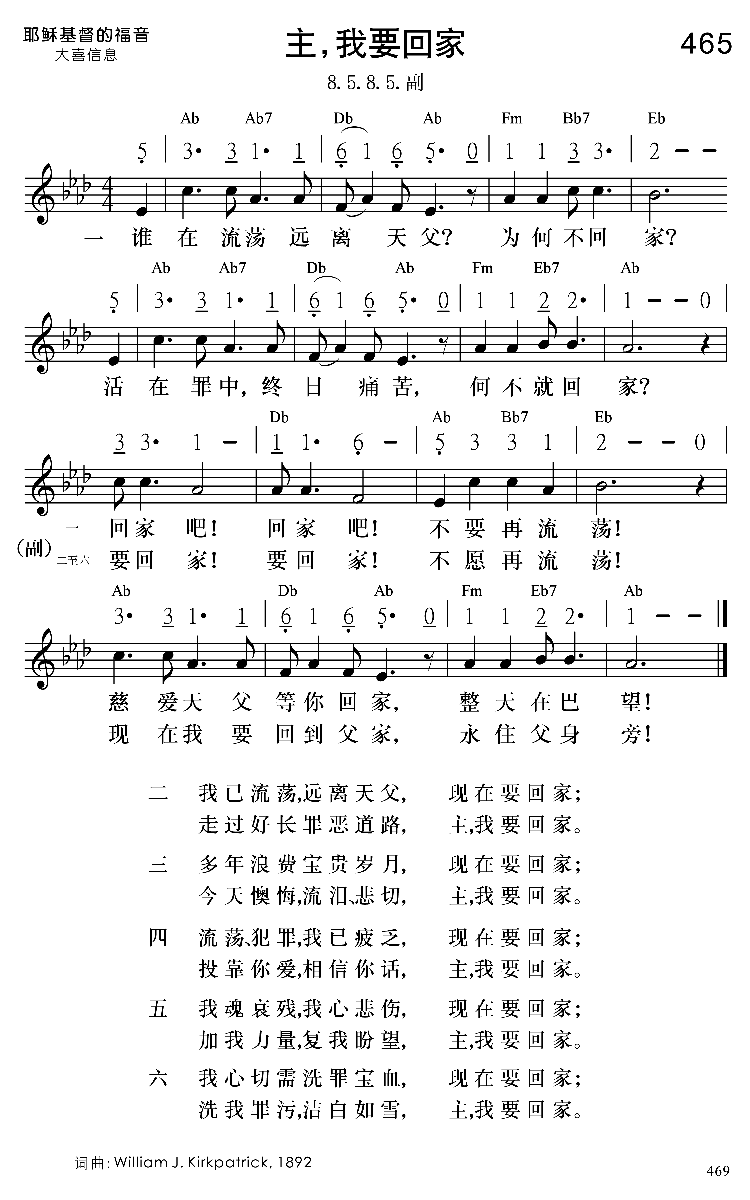 耶稣基督的福音
大喜信息
主，我要回家
465
8.5.8.5.副
Ab Ab7 Db Ab Fm Bb7 Eb
5 3· 3 1· 1 6 1 6 5· 0 1 1 3 3· 2 - -
4 4
一 谁在流荡远离天父？ 为何不回家？
Ab Ab7 Db Ab Fm Eb7 Ab
5 3· 3 1· 1 6 1 6 5· 0 1 1 2 2· 1 - - 0
活在罪中，终日痛苦， 何不就回家？
Db Ab Bb7 Eb
3 3· 1 - 1 1· 6 - 5 3 3 1 2 - - 0
一 回家吧！ 回家吧！ 不要再流荡！
（副）二至六 要回家！ 要回家！ 不愿再流荡！
Ab Db Ab Fm Eb7 Ab
3· 3 1· 1 6 1 6 5· 0 1 1 2 2· 1 - -
慈爱天父等你回家， 整天在巴望！
现在我要回到父家， 永住父身旁！
二 我已流荡，远离天父， 现在要回家；
走过好长罪恶道路， 主，我要回家。
三 多年浪费宝贵岁月， 现在要回家；
今天懊悔，流泪、悲切， 主，我要回家。
四 流荡、犯罪，我已疲乏， 现在要回家；
投靠你爱，相信你话， 主，我要回家。
五 我魂衰残，我心悲伤， 现在要回家；
加我力量，复我盼望， 主，我要回家。
六 我心切需洗罪宝血， 现在要回家；
洗我罪污，洁白如雪， 主，我要回家。
词曲：William J. Kirkpatrick, 1892
469